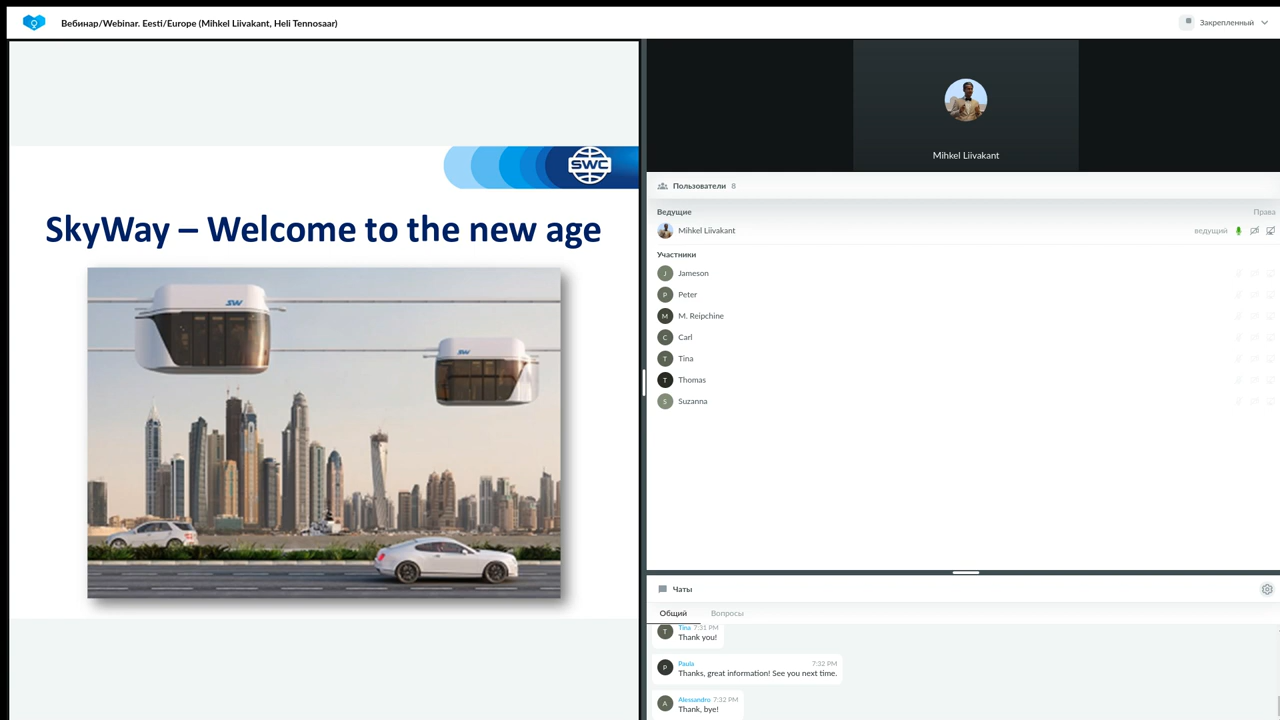 Вебинар/Webinar. Eesti/Europe (Mihkel Liivakant, Heli Tennosaar)
Закрепленный
SWC
SkyWay – Welcome to the new age
SW
SW
Mihkel Liivakant
Пользователи 8
Ведущие
Права
Mihkel Liivakant
ведущий
Участники
J
Jameson
P
Peter
M
M. Reipchine
C
Carl
T
Tina
T
Thomas
S
Suzanna
Чаты
Общий
Вопросы
T
Tina 7:31 PM
Thank you!
P
Paula 7:32 PM
Thanks, great information! See you next time.
A
Alessandro 7:32 PM
Thank, bye!